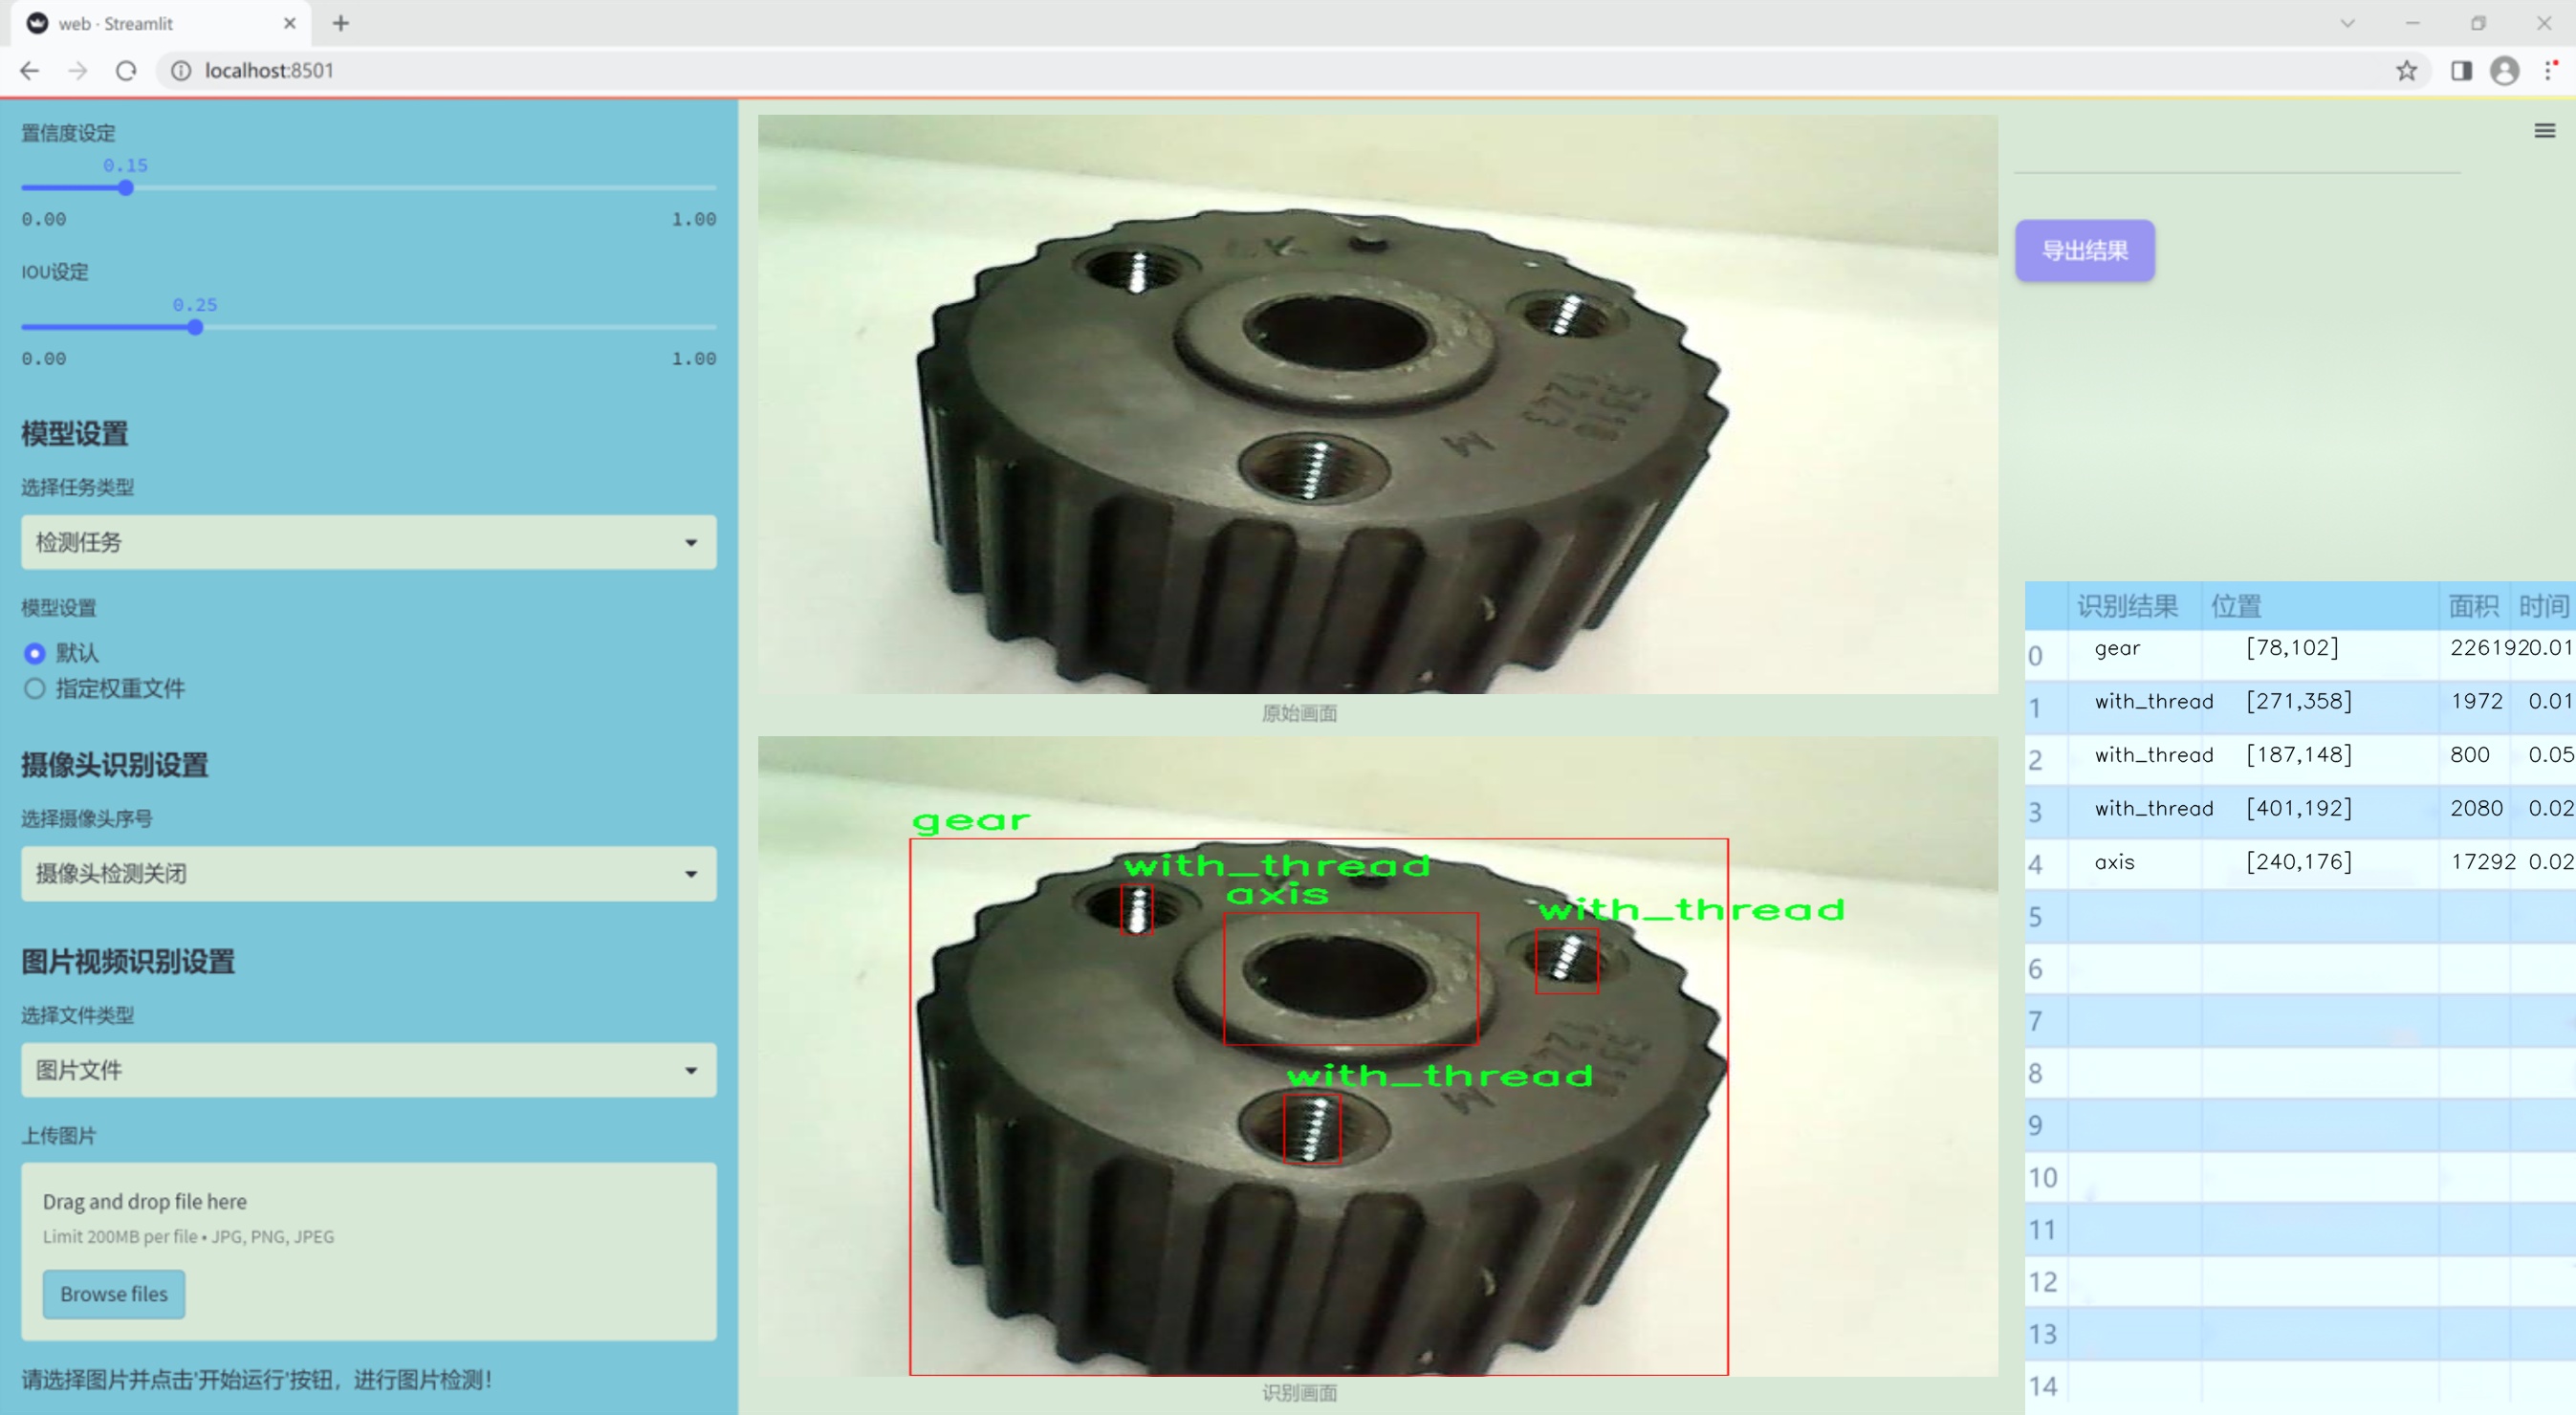 web · Streamlit
localhost:8501
置信度设定
0.15
0.00 1.00
IOU设定
0.25
0.00 1.00
模型设置
选择任务类型
检测任务
模型设置
默认
指定权重文件
摄像头识别设置
选择摄像头序号
摄像头检测关闭
图片视频识别设置
选择文件类型
图片文件
上传图片
Drag and drop file here
Limit 200MB per file • JPG, PNG, JPEG
Browse files
请选择图片并点击'开始运行'按钮，进行图片检测！
M
原始画面
gear
with_thread
axis
with_thread
with_thread
M
识别画面
导出结果
识别结果 位置 面积 时间
0 gear [78,102] 2261920.01
1 with_thread [271,358] 1972 0.01
2 with_thread [187,148] 800 0.05
3 with_thread [401,192] 2080 0.02
4 axis [240,176] 17292 0.02
5
6
7
8
9
10
11
12
13
14